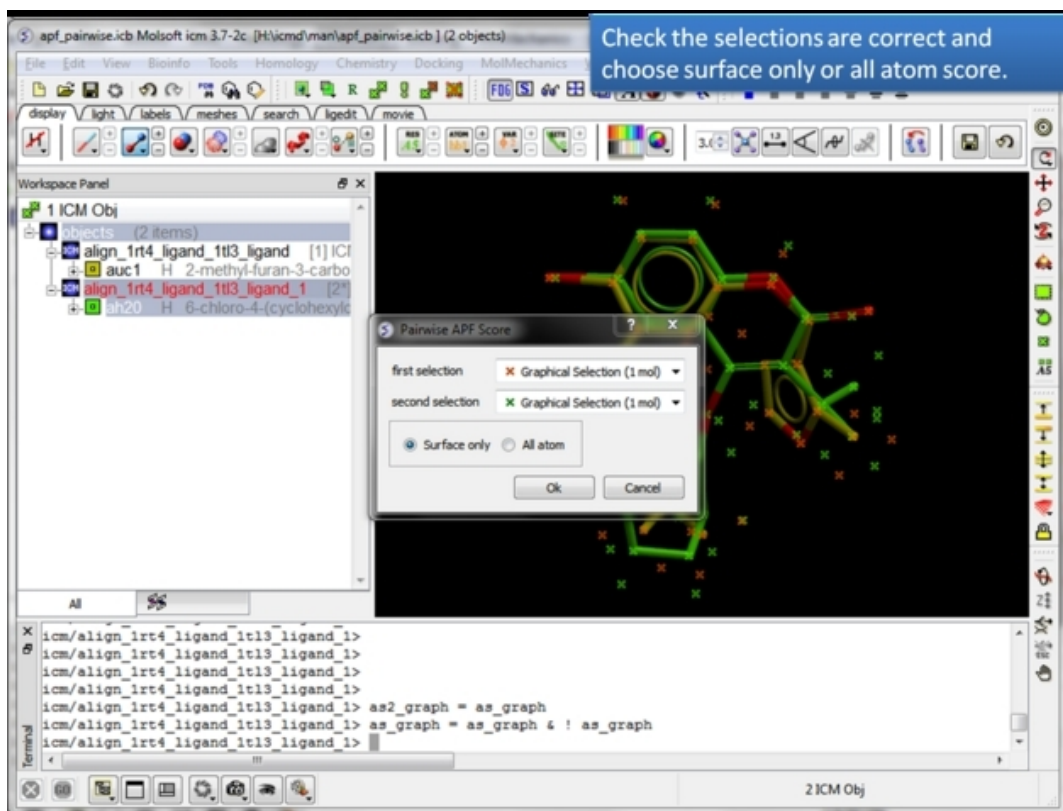 apf_pairwise.icb Molsoft icm 3.7-2c [H:\icmd\man\apf_pairwise.icb ] (2 objects)
Check the selections are correct and
choose surface only or all atom score.
File Edit View Bioinfo Tools Homology Chemistry Docking MolMechanics
display light labels meshes search ligedit movie
Workspace Panel
1 ICM Obj
objects (2 items)
align_1rt4_ligand_1tl3_ligand [1] ICM
auc1 H 2-methyl-furan-3-carbo
align_1rt4_ligand_1tl3_ligand_1 [2*]
ah20 H 6-chloro-4-(cyclohexylo
Pairwise APF Score
first selection Graphical Selection (1 mol)
second selection Graphical Selection (1 mol)
Surface only All atom
Ok Cancel
All
icm/align_1rt4_ligand_1tl3_ligand_1>
icm/align_1rt4_ligand_1tl3_ligand_1>
icm/align_1rt4_ligand_1tl3_ligand_1>
icm/align_1rt4_ligand_1tl3_ligand_1>
icm/align_1rt4_ligand_1tl3_ligand_1> as2_graph = as_graph
icm/align_1rt4_ligand_1tl3_ligand_1> as_graph = as_graph & ! as_graph
icm/align_1rt4_ligand_1tl3_ligand_1>
Terminal
2 ICM Obj